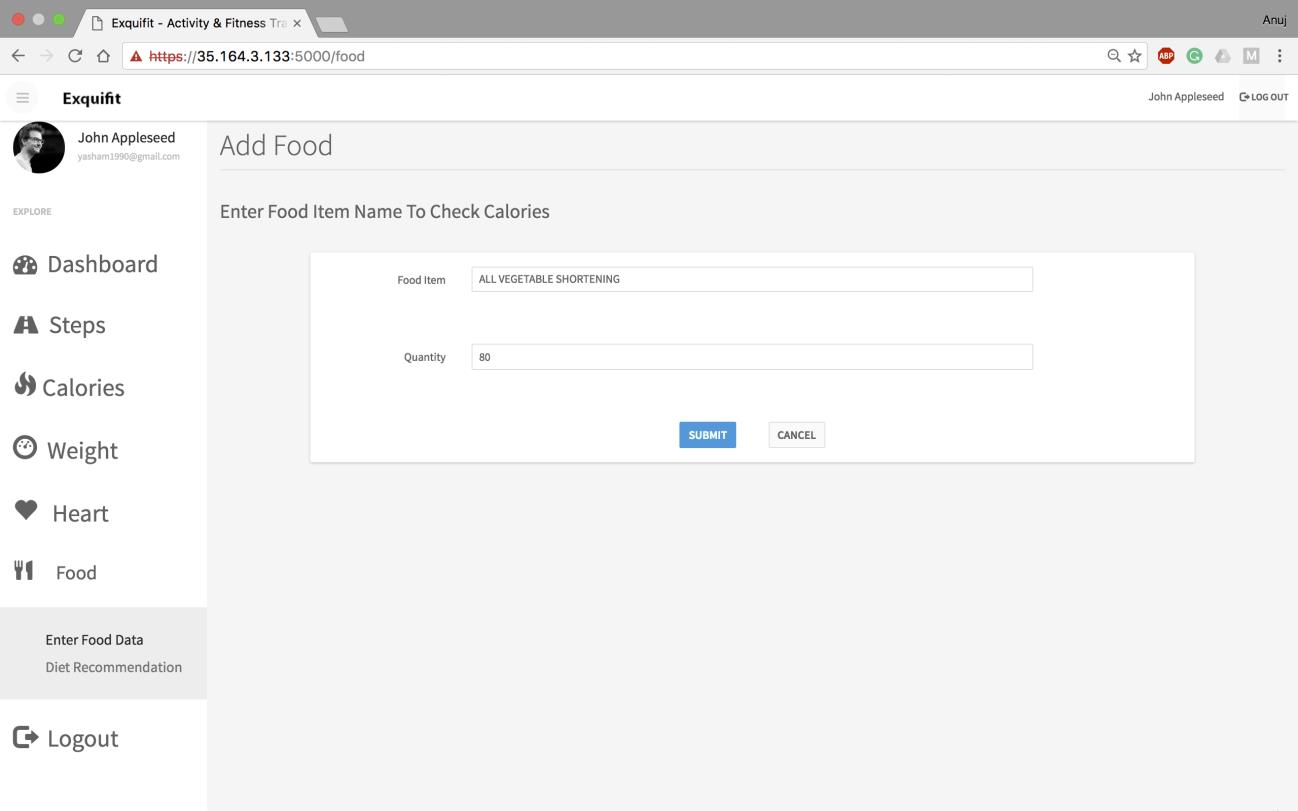 Exquifit - Activity & Fitness Tra
Anuj
https://35.164.3.133:5000/food
ABP
G
M
Exquifit
John Appleseed
LOG OUT
John Appleseed
yasham1990@gmail.com
EXPLORE
Dashboard
Steps
Calories
Weight
Heart
Food
Enter Food Data
Diet Recommendation
Logout
Add Food
Enter Food Item Name To Check Calories
Food Item
ALL VEGETABLE SHORTENING
Quantity
80
SUBMIT
CANCEL